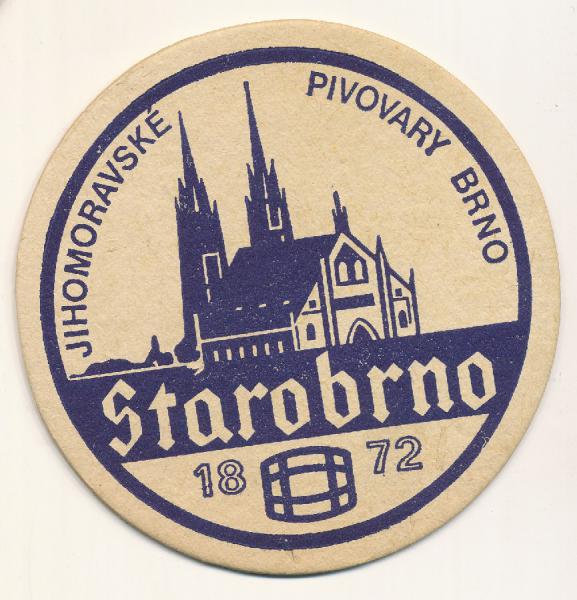 JIHOMORAVSKÉ PIVOVARY BRNO
Starobrno
18 72